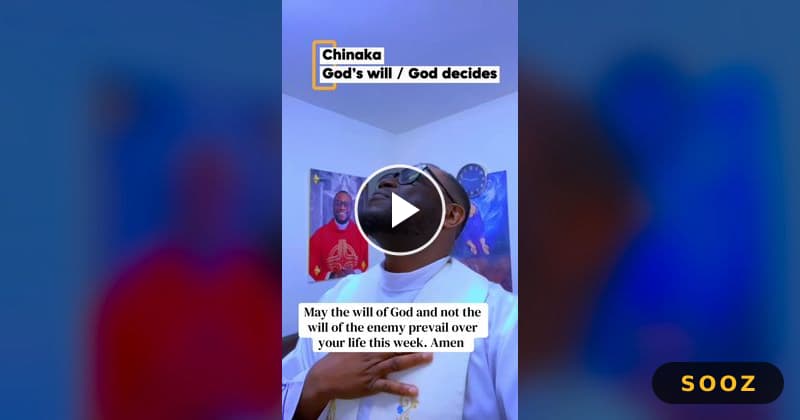 Chinaka
God's will / God decides
May the will of God and not the
will of the enemy prevail over
your life this week. Amen
SOOZ